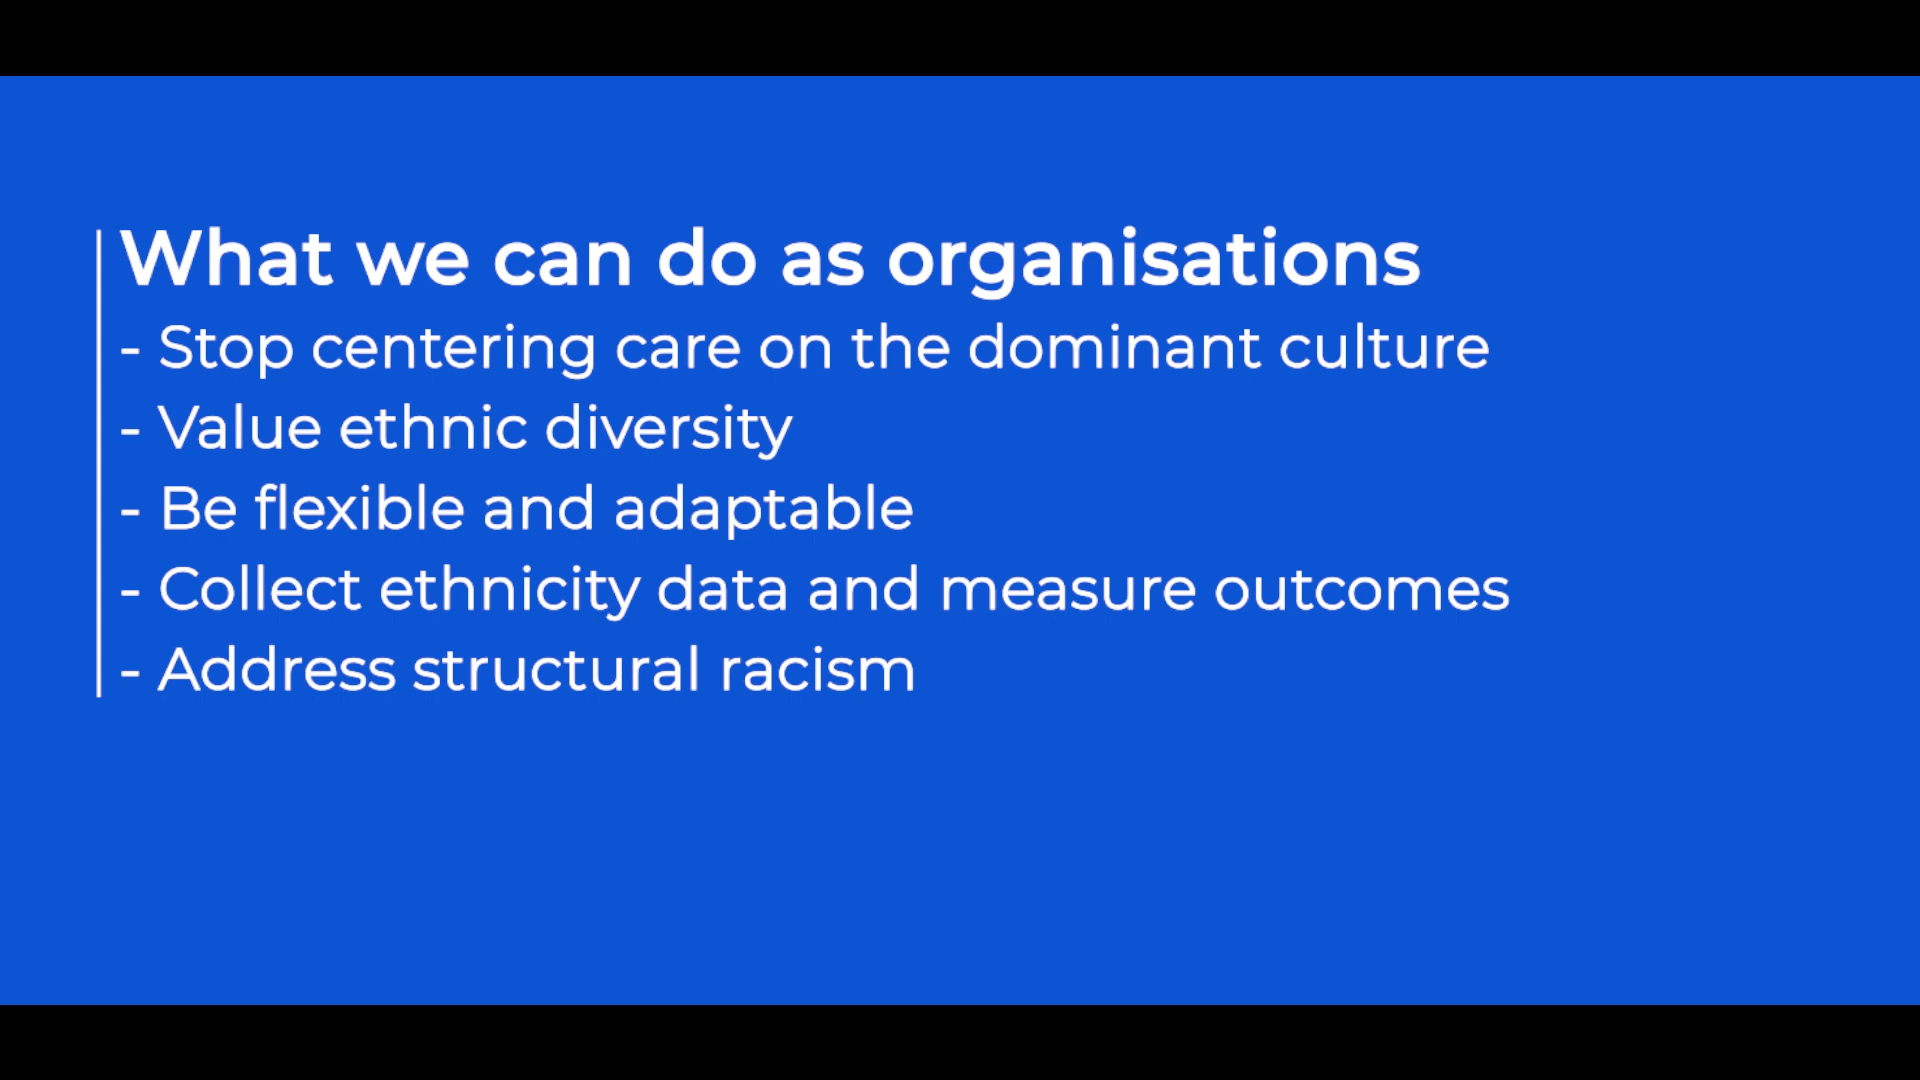 What we can do as organisations
- Stop centering care on the dominant culture
- Value ethnic diversity
- Be flexible and adaptable
- Collect ethnicity data and measure outcomes
- Address structural racism